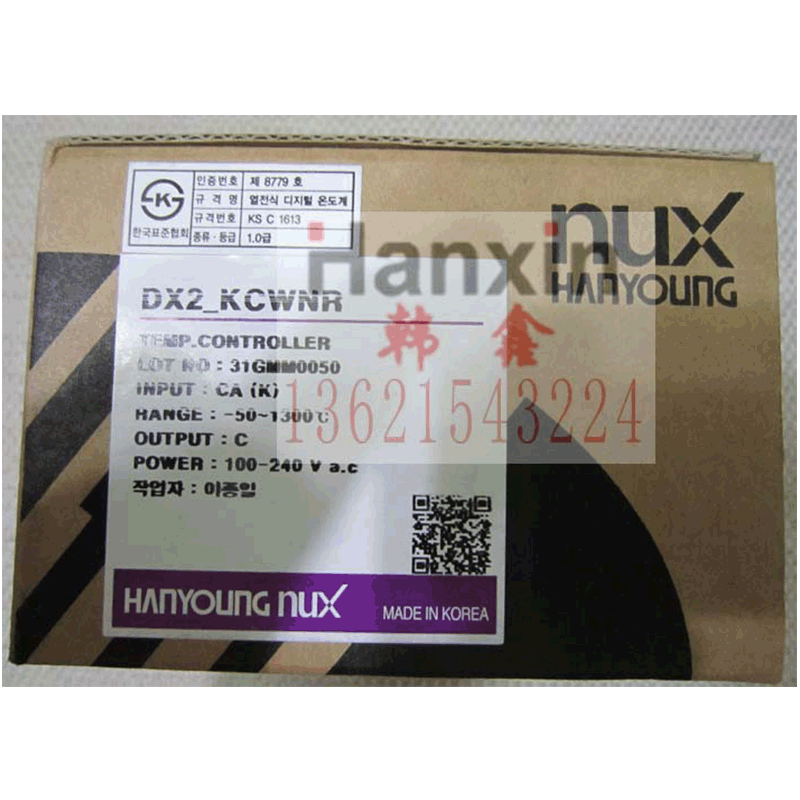 인증번호 제 8779 호
규 격 명 열전식 디지털 온도계
규격번호 KS C 1613
종류·등급 1.0급
K
한국표준협회
nux
HANYOUNG
Hanxin
韩鑫
13621543224
DX2_KCWNR
TEMP.CONTROLLER
LOT NO : 31GMM0050
INPUT : CA (K)
RANGE : -50~1300℃
OUTPUT : C
POWER : 100-240 V a.c
작업자 : 이종일
HANYOUNG nux
MADE IN KOREA